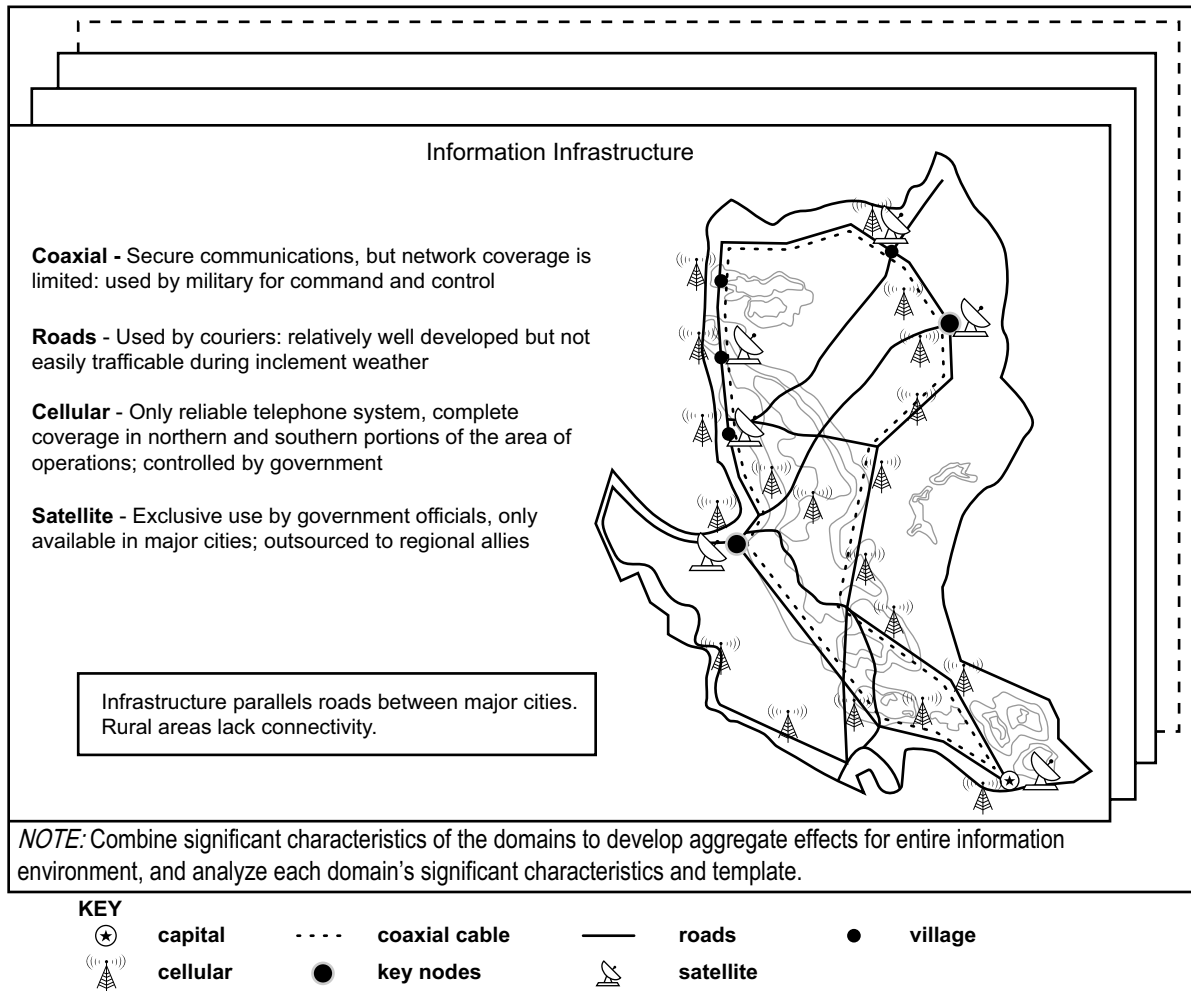 Information Infrastructure
Coaxial - Secure communications, but network coverage is
limited: used by military for command and control
Roads - Used by couriers: relatively well developed but not
easily trafficable during inclement weather
Cellular - Only reliable telephone system, complete
coverage in northern and southern portions of the area of
operations; controlled by government
Satellite - Exclusive use by government officials, only
available in major cities; outsourced to regional allies
Infrastructure parallels roads between major cities.
Rural areas lack connectivity.
NOTE: Combine significant characteristics of the domains to develop aggregate effects for entire information
environment, and analyze each domain’s significant characteristics and template.
KEY
capital coaxial cable roads village
cellular key nodes satellite